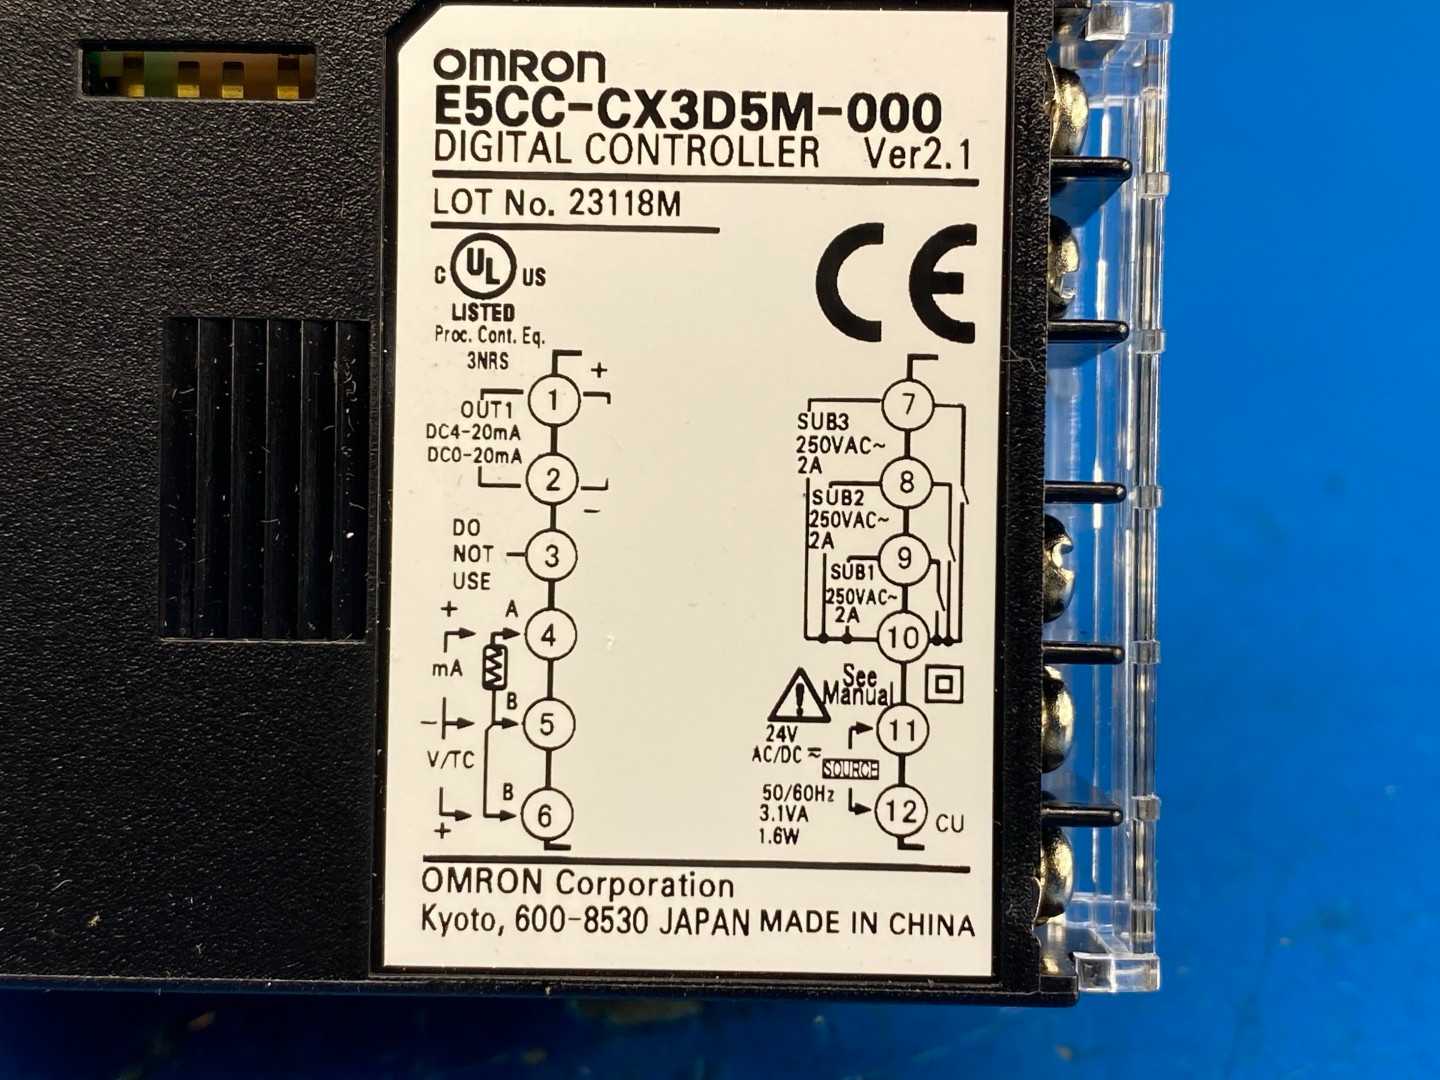 OMRON
E5CC-CX3D5M-000
DIGITAL CONTROLLER Ver2.1
LOT No. 23118M
C UL US
LISTED
Proc. Cont. Eq.
3NRS
CE
+
1
OUT1
DC4-20mA
DC0-20mA
2
-
DO
NOT
USE
3
+
A
4
mA
B
5
-
V/TC
B
6
+
7
SUB3
250VAC~
2A
8
SUB2
250VAC~
2A
9
SUB1
250VAC~
2A
10
See
Manual
11
24V
AC/DC ≂
SOURCE
50/60Hz
3.1VA
1.6W
12
CU
OMRON Corporation
Kyoto, 600-8530 JAPAN MADE IN CHINA